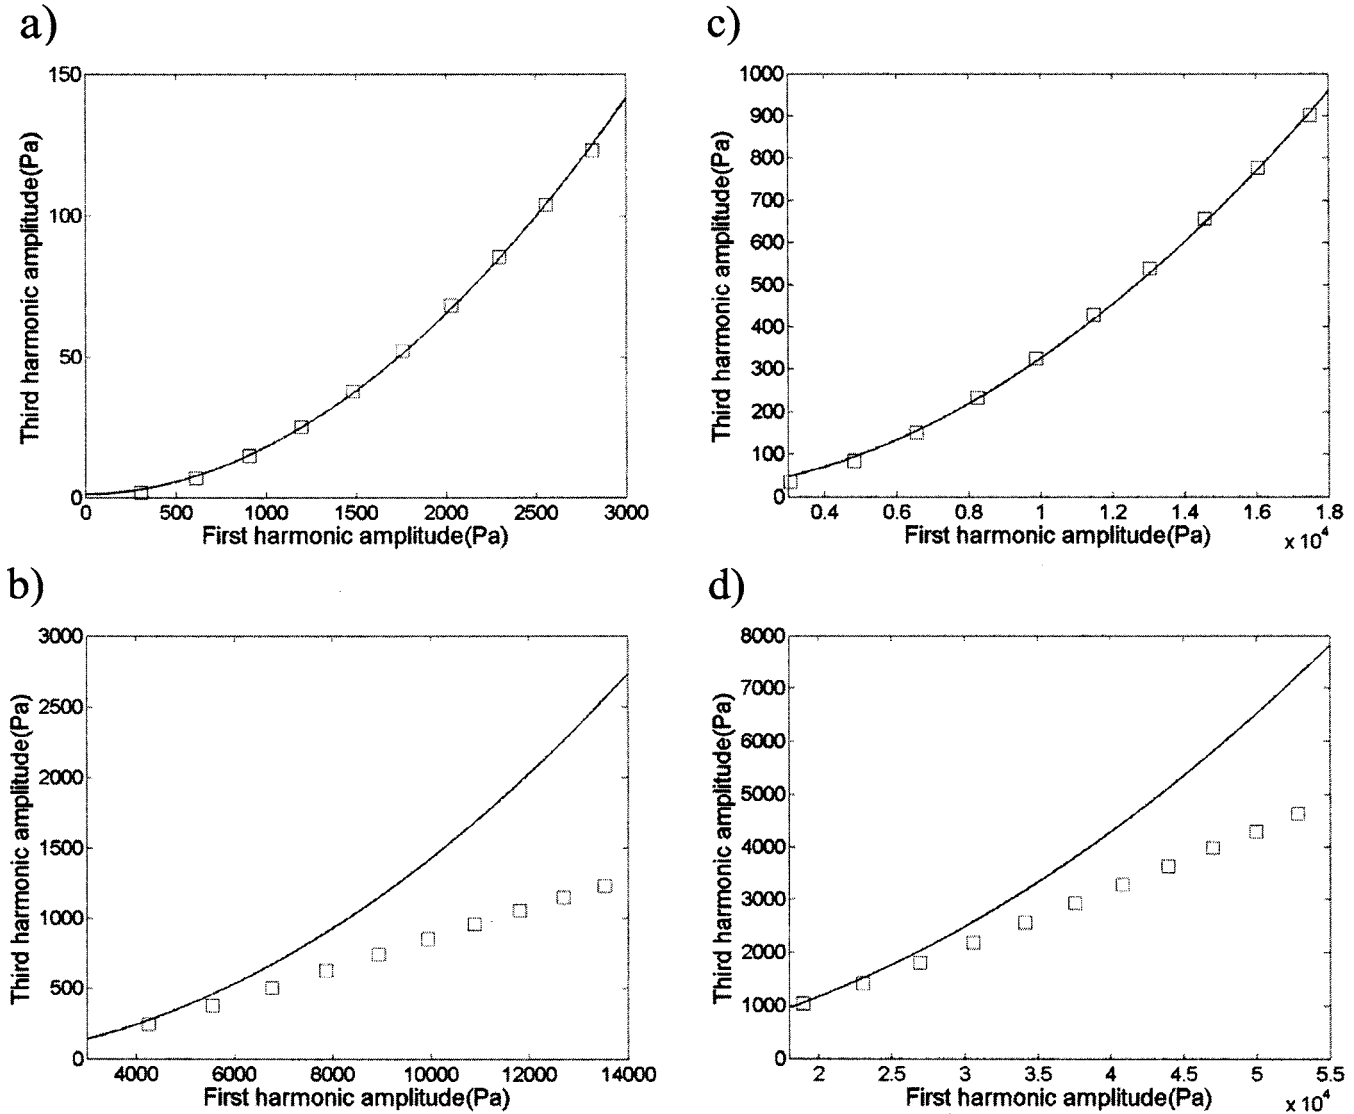 a)
150
100
50
0
Third harmonic amplitude(Pa)
0 500 1000 1500 2000 2500 3000
First harmonic amplitude(Pa)
c)
1000
900
800
700
600
500
400
300
200
100
0
Third harmonic amplitude(Pa)
0.4 0.6 0.8 1 1.2 1.4 1.6 1.8
First harmonic amplitude(Pa) x 10⁴
b)
3000
2500
2000
1500
1000
500
0
Third harmonic amplitude(Pa)
4000 6000 8000 10000 12000 14000
First harmonic amplitude(Pa)
d)
8000
7000
6000
5000
4000
3000
2000
1000
0
Third harmonic amplitude(Pa)
2 2.5 3 3.5 4 4.5 5 5.5
First harmonic amplitude(Pa) x 10⁴